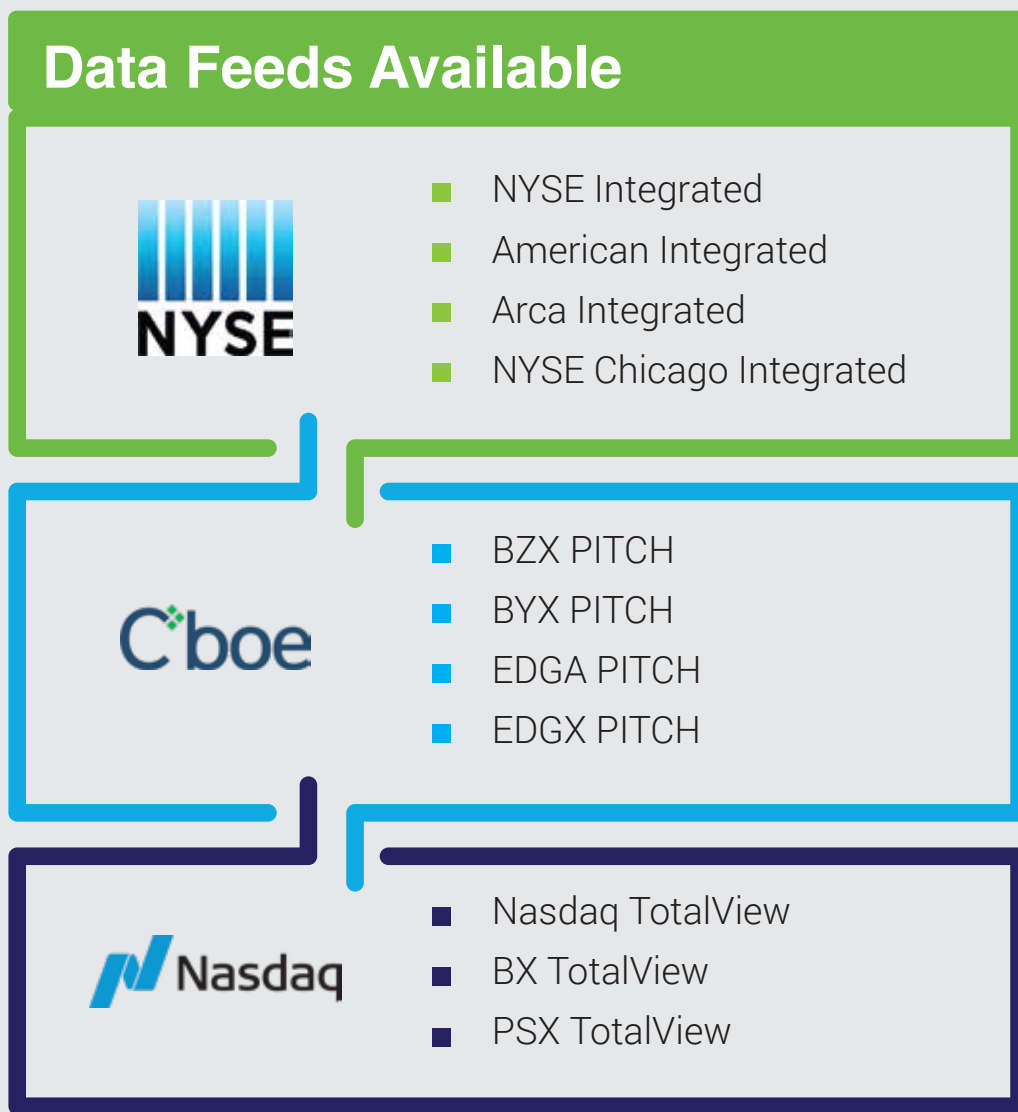 Data Feeds Available
NYSE
NYSE Integrated
American Integrated
Arca Integrated
NYSE Chicago Integrated
Cboe
BZX PITCH
BYX PITCH
EDGA PITCH
EDGX PITCH
Nasdaq
Nasdaq TotalView
BX TotalView
PSX TotalView